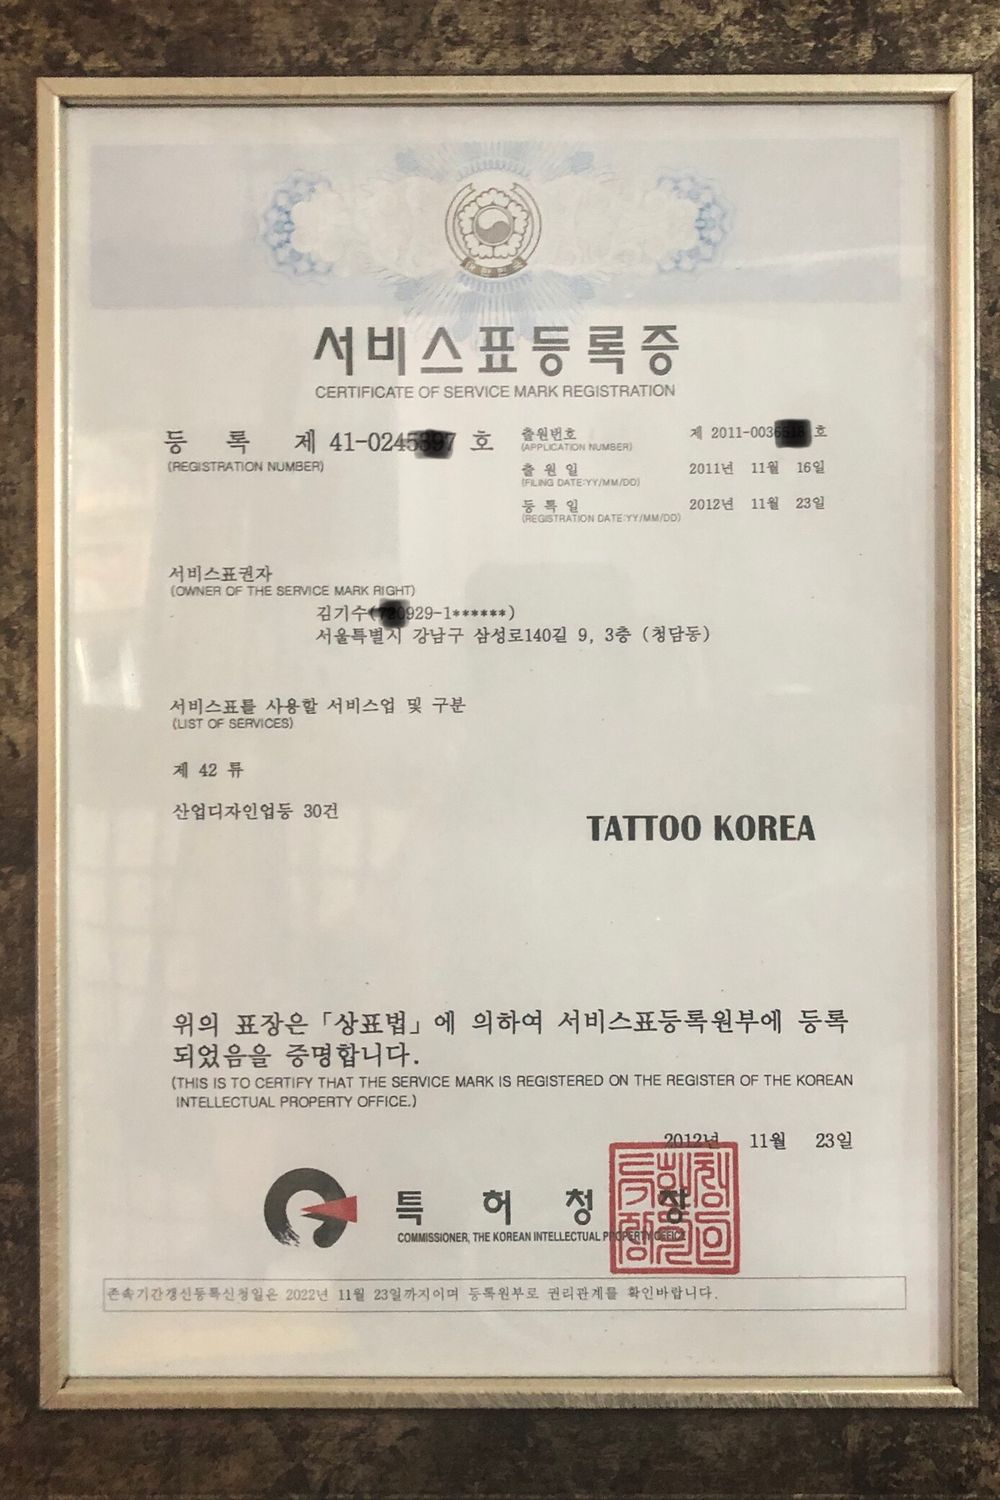 서비스표등록증
CERTIFICATE OF SERVICE MARK REGISTRATION
등 록 제 호
(REGISTRATION NUMBER)
출원번호 제 호
(APPLICATION NUMBER)
출 원 일 2011년 11월 16일
(FILING DATE:YY/MM/DD)
등 록 일 2012년 11월 23일
(REGISTRATION DATE:YY/MM/DD)
서비스표권자
(OWNER OF THE SERVICE MARK RIGHT)
김기수
서울특별시 강남구 삼성로140길 9, 3층 (청담동)
서비스표를 사용할 서비스업 및 구분
(LIST OF SERVICES)
제 42 류
산업디자인업등 30건
TATTOO KOREA
위의 표장은「상표법」에 의하여 서비스표등록원부에 등록
되었음을 증명합니다.
(THIS IS TO CERTIFY THAT THE SERVICE MARK IS REGISTERED ON THE REGISTER OF THE KOREAN
INTELLECTUAL PROPERTY OFFICE.)
2012년 11월 23일
특 허 청 장
COMMISSIONER, THE KOREAN INTELLECTUAL PROPERTY OFFICE
존속기간갱신등록신청일은 2022년 11월 23일까지이며 등록원부로 권리관계를 확인바랍니다.